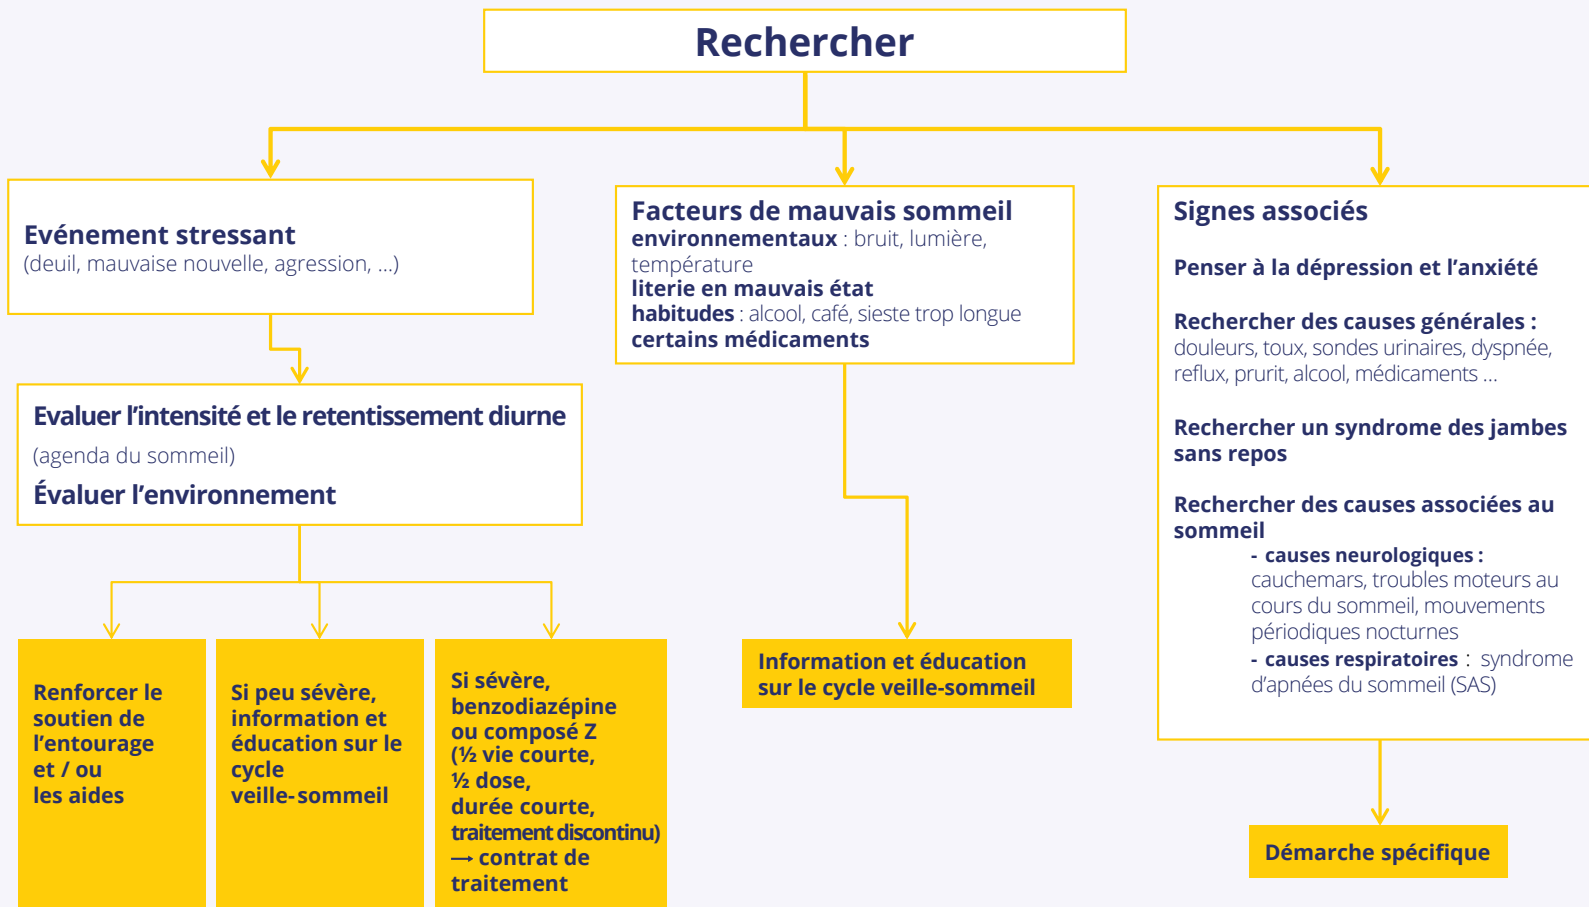 Rechercher
Evénement stressant
(deuil, mauvaise nouvelle, agression, ...)
Evaluer l'intensité et le retentissement diurne
(agenda du sommeil)
Évaluer l'environnement
Renforcer le
soutien de
l'entourage
et / ou
les aides
Si peu sévère,
information et
éducation sur le
cycle
veille-sommeil
Si sévère,
benzodiazépine
ou composé Z
(½ vie courte,
½ dose,
durée courte,
traitement discontinu)
→ contrat de
traitement
Facteurs de mauvais sommeil
environnementaux : bruit, lumière,
température
literie en mauvais état
habitudes : alcool, café, sieste trop longue
certains médicaments
Information et éducation
sur le cycle veille-sommeil
Signes associés
Penser à la dépression et l'anxiété
Rechercher des causes générales :
douleurs, toux, sondes urinaires, dyspnée,
reflux, prurit, alcool, médicaments ...
Rechercher un syndrome des jambes
sans repos
Rechercher des causes associées au
sommeil
- causes neurologiques :
cauchemars, troubles moteurs au
cours du sommeil, mouvements
périodiques nocturnes
- causes respiratoires : syndrome
d'apnées du sommeil (SAS)
Démarche spécifique